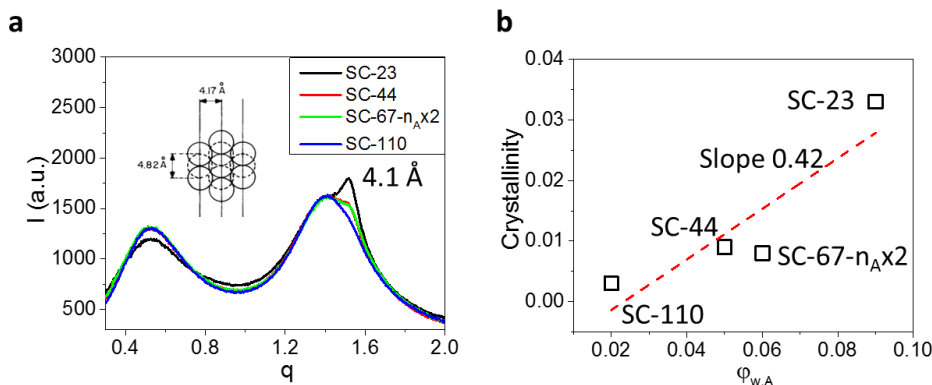 a
3000
2500
2000
1500
1000
500
I (a.u.)
0.4 0.8 1.2 1.6 2.0
q
4.17 Å
4.82 Å
SC-23
SC-44
SC-67-nAx2
SC-110
4.1 Å
b
0.04
0.03
0.02
0.01
0.00
Crystallinity
SC-23
Slope 0.42
SC-44
SC-67-nAx2
SC-110
0.02 0.04 0.06 0.08 0.10
φw,A